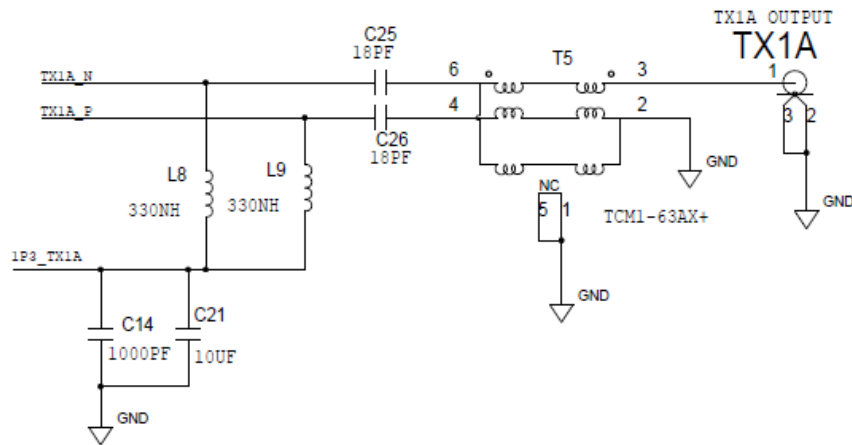 TX1A OUTPUT
TX1A
C25
18PF
T5
TX1A_N
6
3
1
TX1A_P
4
2
3
2
C26
18PF
GND
GND
L8
L9
330NH
330NH
NC
5
1
TCM1-63AX+
1P3_TX1A
GND
C14
C21
1000PF
10UF
GND